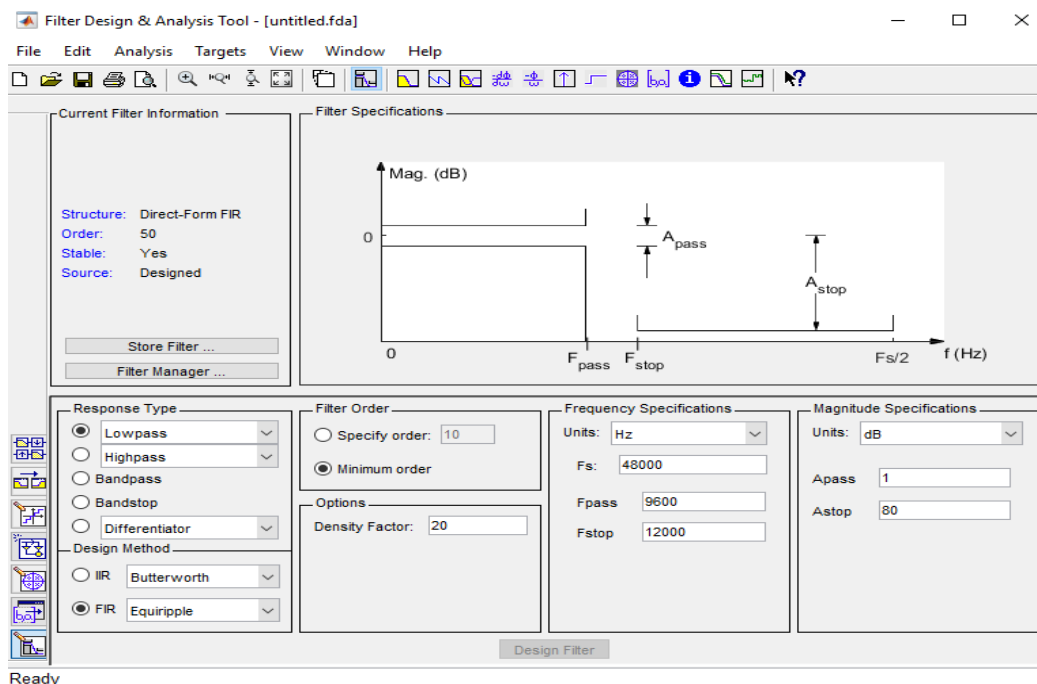 Filter Design & Analysis Tool - [untitled.fda]
File Edit Analysis Targets View Window Help
Current Filter Information
Structure: Direct-Form FIR
Order: 50
Stable: Yes
Source: Designed
Store Filter ...
Filter Manager ...
Filter Specifications
Mag. (dB)
0
A pass
A stop
0
F pass
F stop
Fs/2
f (Hz)
Response Type
Lowpass
Highpass
Bandpass
Bandstop
Differentiator
Design Method
IIR Butterworth
FIR Equiripple
Filter Order
Specify order: 10
Minimum order
Options
Density Factor: 20
Frequency Specifications
Units: Hz
Fs: 48000
Fpass 9600
Fstop 12000
Magnitude Specifications
Units: dB
Apass 1
Astop 80
Design Filter
Ready